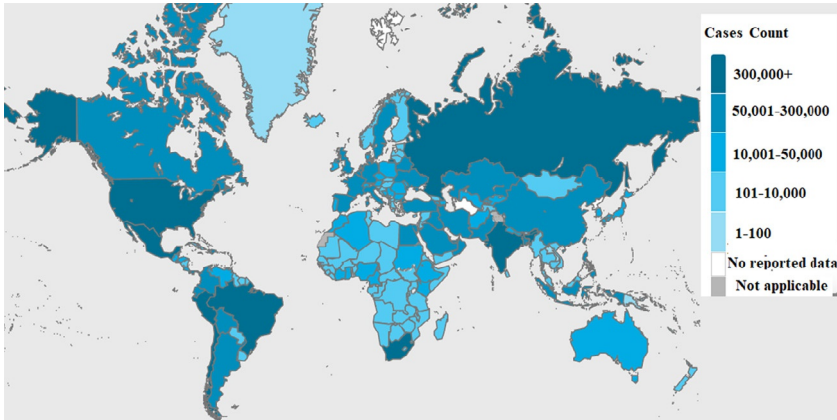 Cases Count
300,000+
50,001-300,000
10,001-50,000
101-10,000
1-100
No reported data
Not applicable